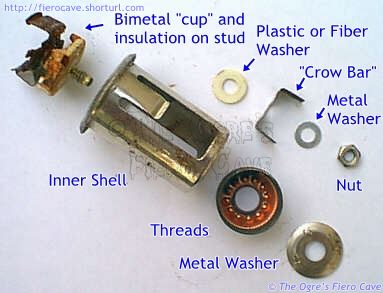 http://fierocave.shorturl.com
Bimetal "cup" and
insulation on stud
Plastic or Fiber
Washer
"Crow Bar"
Metal
Washer
Nut
Inner Shell
Threads
Metal Washer
The Ogre's
Fiero Cave
© The Ogre's Fiero Cave